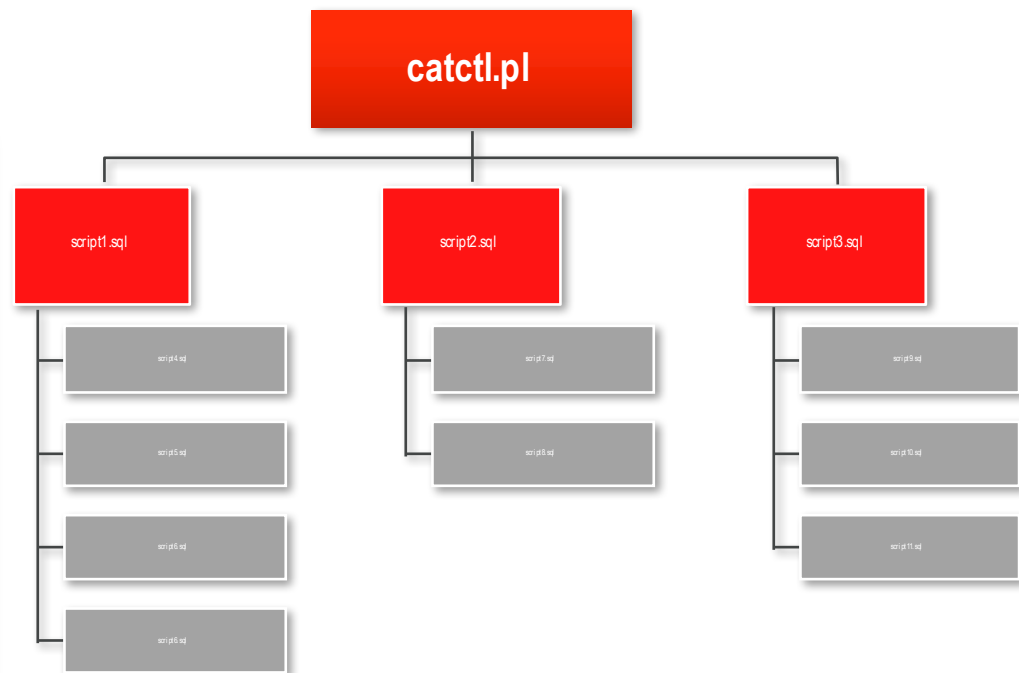 catctl.pl
script1.sql
script2.sql
script3.sql
script4.sql
script7.sql
script9.sql
script5.sql
script8.sql
script10.sql
script6.sql
script11.sql
script6.sql